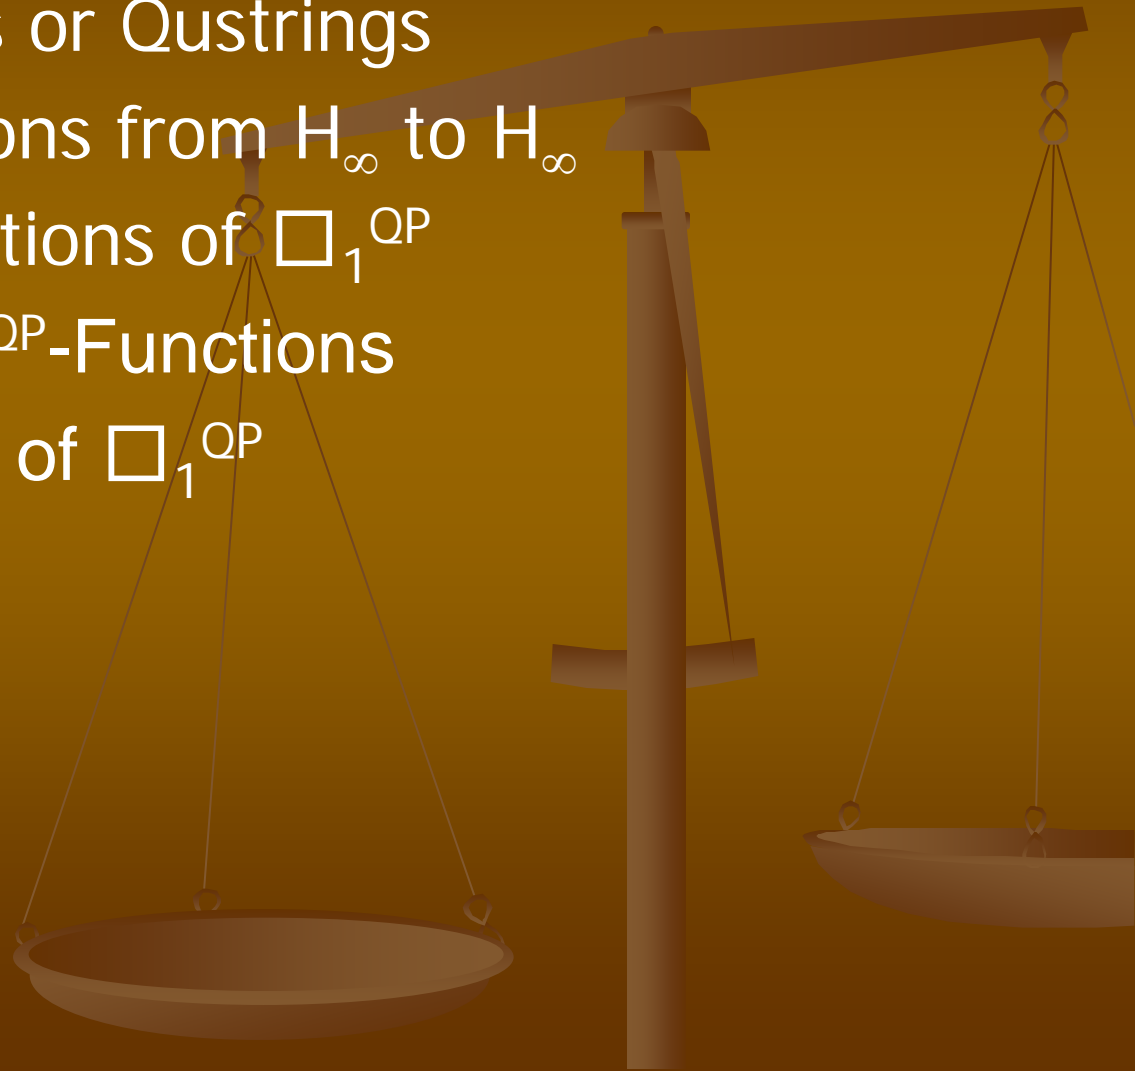 s or Qustrings
ons from H∞ to H∞
tions of □₁QP
QP-Functions
of □₁QP